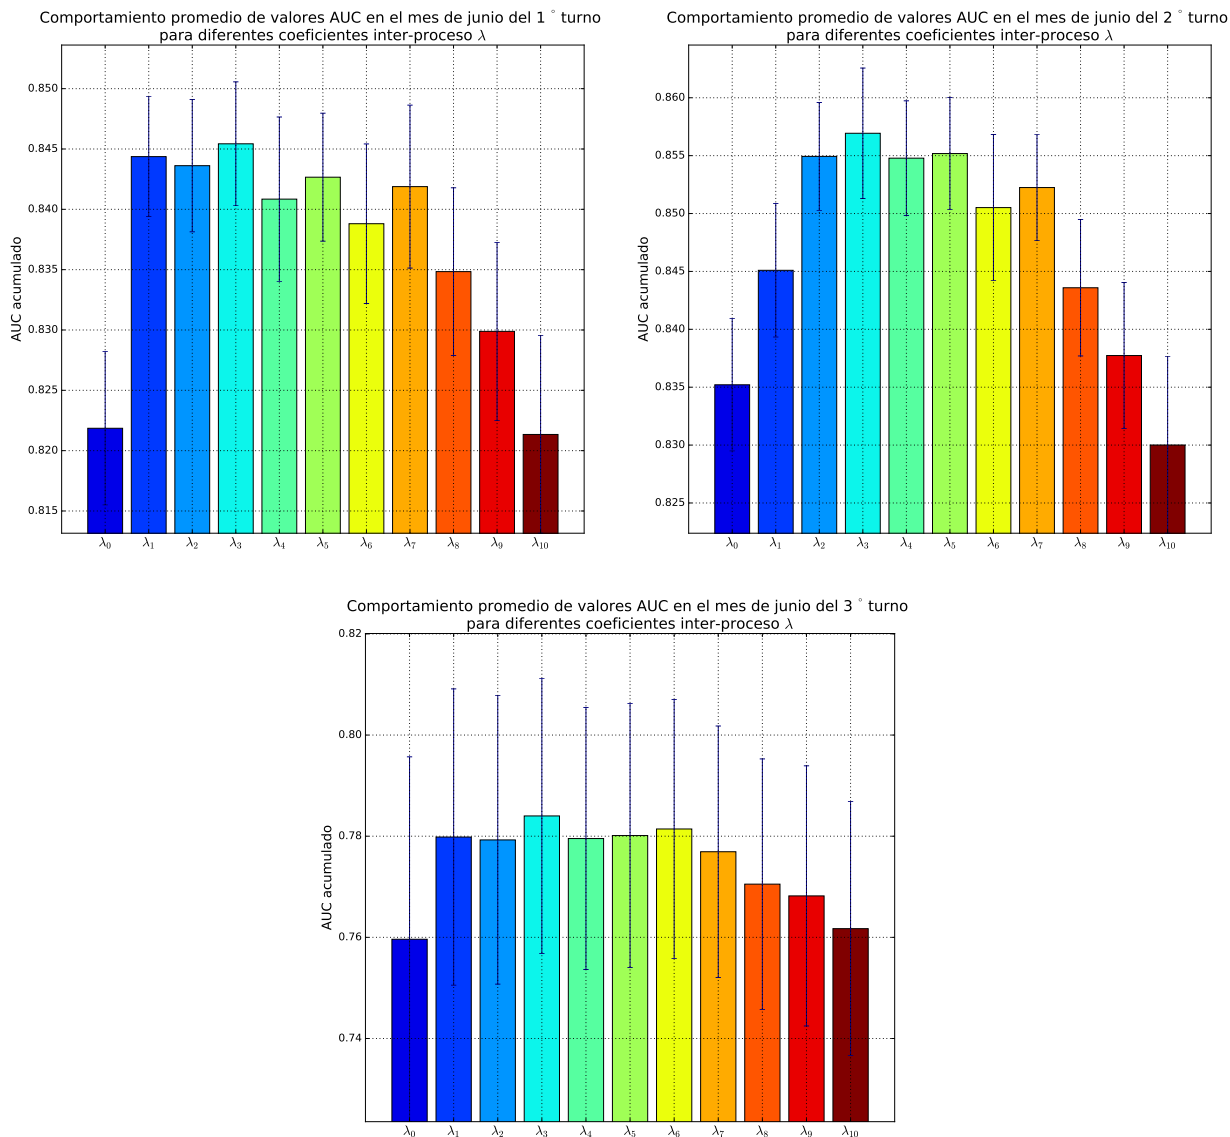 Comportamiento promedio de valores AUC en el mes de junio del 1 ° turno
para diferentes coeficientes inter-proceso λ
AUC acumulado
0.850
0.845
0.840
0.835
0.830
0.825
0.820
0.815
λ0 λ1 λ2 λ3 λ4 λ5 λ6 λ7 λ8 λ9 λ10
Comportamiento promedio de valores AUC en el mes de junio del 2 ° turno
para diferentes coeficientes inter-proceso λ
AUC acumulado
0.860
0.855
0.850
0.845
0.840
0.835
0.830
0.825
λ0 λ1 λ2 λ3 λ4 λ5 λ6 λ7 λ8 λ9 λ10
Comportamiento promedio de valores AUC en el mes de junio del 3 ° turno
para diferentes coeficientes inter-proceso λ
AUC acumulado
0.82
0.80
0.78
0.76
0.74
λ0 λ1 λ2 λ3 λ4 λ5 λ6 λ7 λ8 λ9 λ10